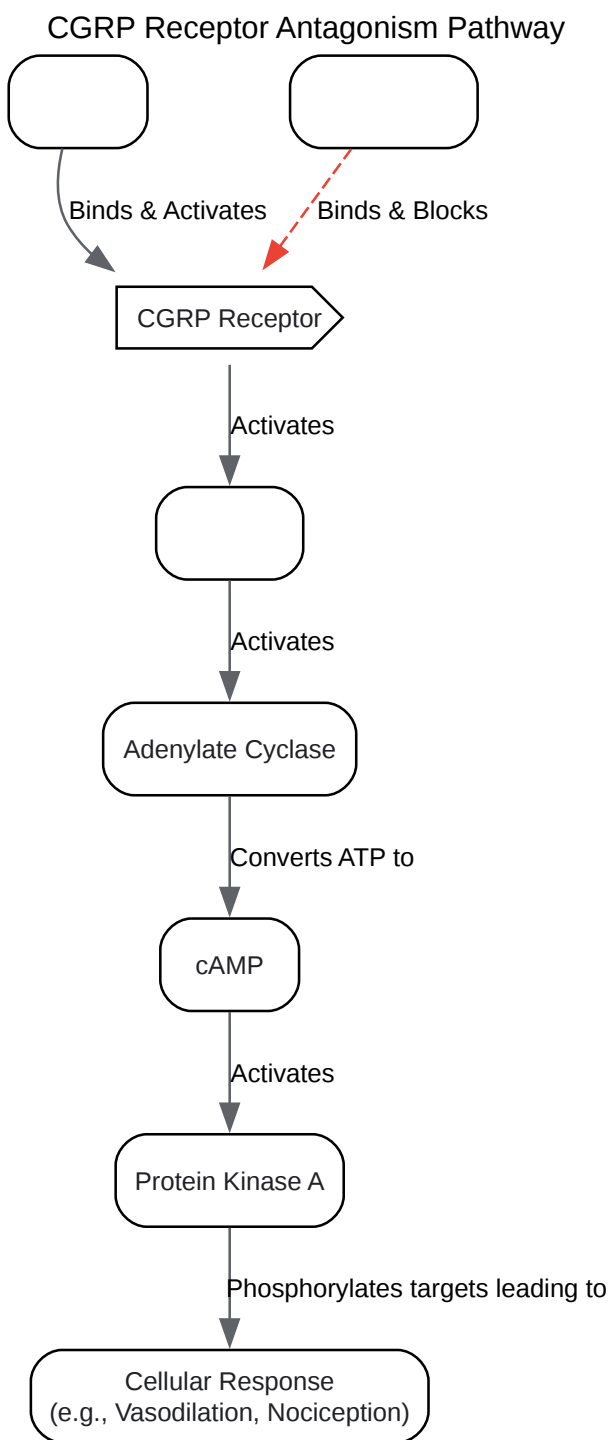 CGRP Receptor Antagonism Pathway
Binds & Activates
Binds & Blocks
CGRP Receptor
Activates
Activates
Adenylate Cyclase
Converts ATP to
cAMP
Activates
Protein Kinase A
Phosphorylates targets leading to
Cellular Response
(e.g., Vasodilation, Nociception)